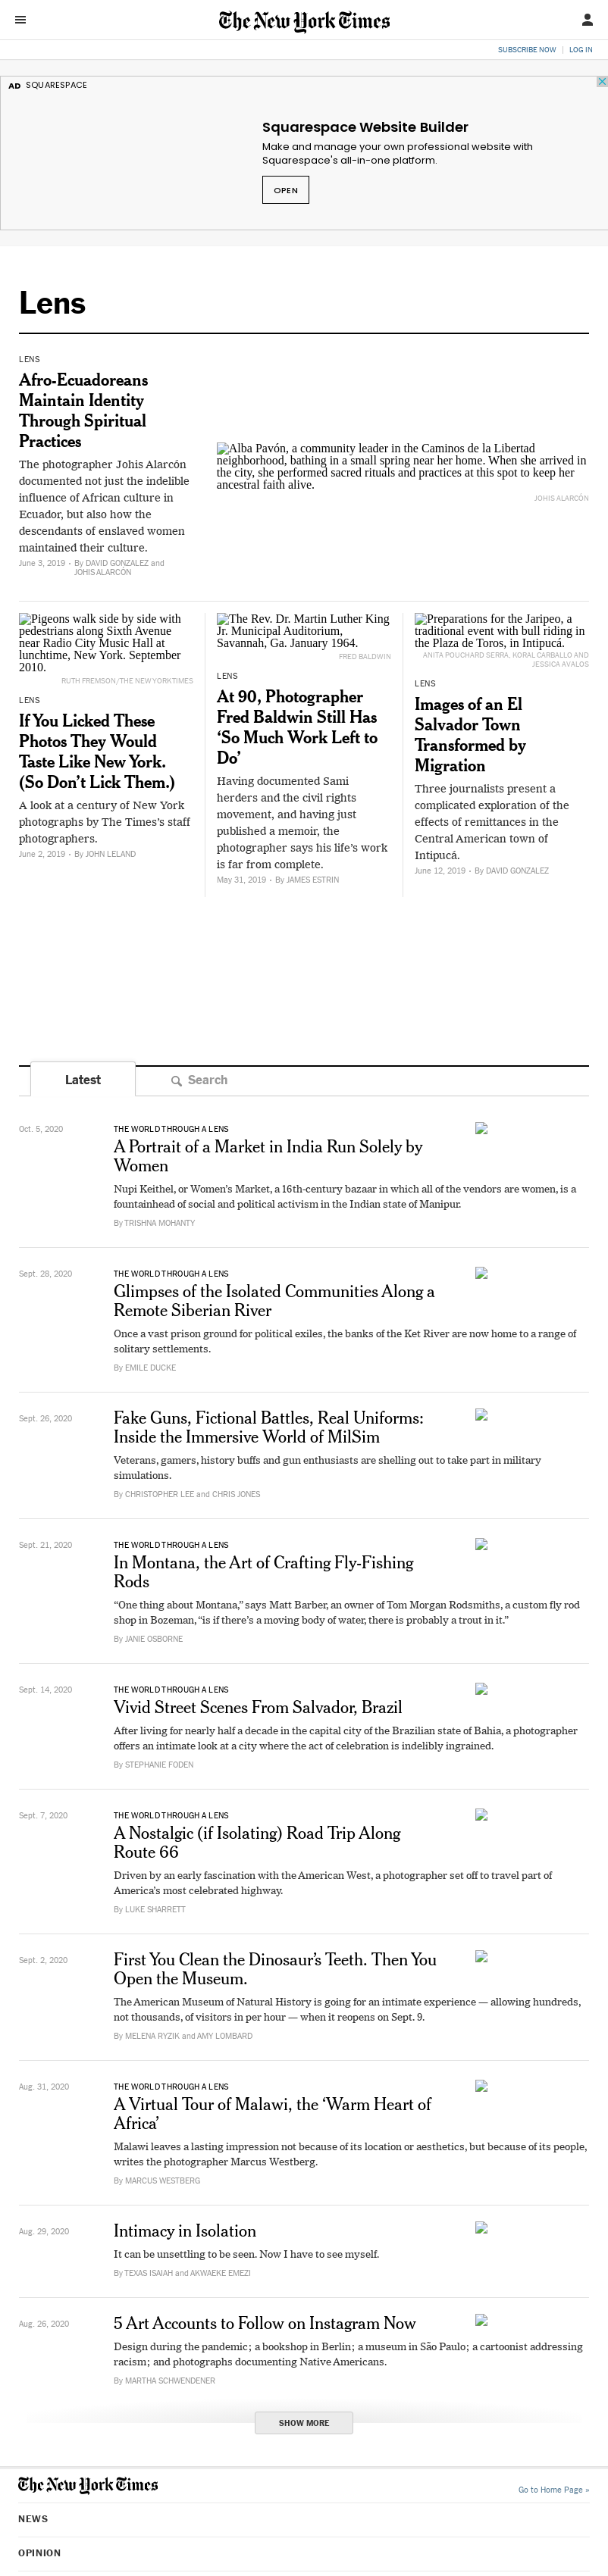 The New York Times
SUBSCRIBE NOW | LOG IN
AD SQUARESPACE
Squarespace Website Builder
Make and manage your own professional website with
Squarespace's all-in-one platform.
OPEN
Lens
LENS
Afro-Ecuadoreans
Maintain Identity
Through Spiritual
Practices
The photographer Johis Alarcón
documented not just the indelible
influence of African culture in
Ecuador, but also how the
descendants of enslaved women
maintained their culture.
June 3, 2019 • By DAVID GONZALEZ and
JOHIS ALARCÓN
Alba Pavón, a community leader in the Caminos de la Libertad
neighborhood, bathing in a small spring near her home. When she arrived in
the city, she performed sacred rituals and practices at this spot to keep her
ancestral faith alive.
JOHIS ALARCÓN
Pigeons walk side by side with
pedestrians along Sixth Avenue
near Radio City Music Hall at
lunchtime, New York. September
2010.
RUTH FREMSON/THE NEW YORK TIMES
LENS
If You Licked These
Photos They Would
Taste Like New York.
(So Don’t Lick Them.)
A look at a century of New York
photographs by The Times’s staff
photographers.
June 2, 2019 • By JOHN LELAND
The Rev. Dr. Martin Luther King
Jr. Municipal Auditorium,
Savannah, Ga. January 1964.
FRED BALDWIN
LENS
At 90, Photographer
Fred Baldwin Still Has
‘So Much Work Left to
Do’
Having documented Sami
herders and the civil rights
movement, and having just
published a memoir, the
photographer says his life’s work
is far from complete.
May 31, 2019 • By JAMES ESTRIN
Preparations for the Jaripeo, a
traditional event with bull riding in
the Plaza de Toros, in Intipucá.
ANITA POUCHARD SERRA, KORAL CARBALLO AND
JESSICA AVALOS
LENS
Images of an El
Salvador Town
Transformed by
Migration
Three journalists present a
complicated exploration of the
effects of remittances in the
Central American town of
Intipucá.
June 12, 2019 • By DAVID GONZALEZ
Latest
Search
Oct. 5, 2020
THE WORLD THROUGH A LENS
A Portrait of a Market in India Run Solely by
Women
Nupi Keithel, or Women’s Market, a 16th-century bazaar in which all of the vendors are women, is a
fountainhead of social and political activism in the Indian state of Manipur.
By TRISHNA MOHANTY
Sept. 28, 2020
THE WORLD THROUGH A LENS
Glimpses of the Isolated Communities Along a
Remote Siberian River
Once a vast prison ground for political exiles, the banks of the Ket River are now home to a range of
solitary settlements.
By EMILE DUCKE
Sept. 26, 2020
Fake Guns, Fictional Battles, Real Uniforms:
Inside the Immersive World of MilSim
Veterans, gamers, history buffs and gun enthusiasts are shelling out to take part in military
simulations.
By CHRISTOPHER LEE and CHRIS JONES
Sept. 21, 2020
THE WORLD THROUGH A LENS
In Montana, the Art of Crafting Fly-Fishing
Rods
“One thing about Montana,” says Matt Barber, an owner of Tom Morgan Rodsmiths, a custom fly rod
shop in Bozeman, “is if there’s a moving body of water, there is probably a trout in it.”
By JANIE OSBORNE
Sept. 14, 2020
THE WORLD THROUGH A LENS
Vivid Street Scenes From Salvador, Brazil
After living for nearly half a decade in the capital city of the Brazilian state of Bahia, a photographer
offers an intimate look at a city where the act of celebration is indelibly ingrained.
By STEPHANIE FODEN
Sept. 7, 2020
THE WORLD THROUGH A LENS
A Nostalgic (if Isolating) Road Trip Along
Route 66
Driven by an early fascination with the American West, a photographer set off to travel part of
America’s most celebrated highway.
By LUKE SHARRETT
Sept. 2, 2020
First You Clean the Dinosaur’s Teeth. Then You
Open the Museum.
The American Museum of Natural History is going for an intimate experience — allowing hundreds,
not thousands, of visitors in per hour — when it reopens on Sept. 9.
By MELENA RYZIK and AMY LOMBARD
Aug. 31, 2020
THE WORLD THROUGH A LENS
A Virtual Tour of Malawi, the ‘Warm Heart of
Africa’
Malawi leaves a lasting impression not because of its location or aesthetics, but because of its people,
writes the photographer Marcus Westberg.
By MARCUS WESTBERG
Aug. 29, 2020
Intimacy in Isolation
It can be unsettling to be seen. Now I have to see myself.
By TEXAS ISAIAH and AKWAEKE EMEZI
Aug. 26, 2020
5 Art Accounts to Follow on Instagram Now
Design during the pandemic; a bookshop in Berlin; a museum in São Paulo; a cartoonist addressing
racism; and photographs documenting Native Americans.
By MARTHA SCHWENDENER
SHOW MORE
The New York Times
Go to Home Page »
NEWS
OPINION